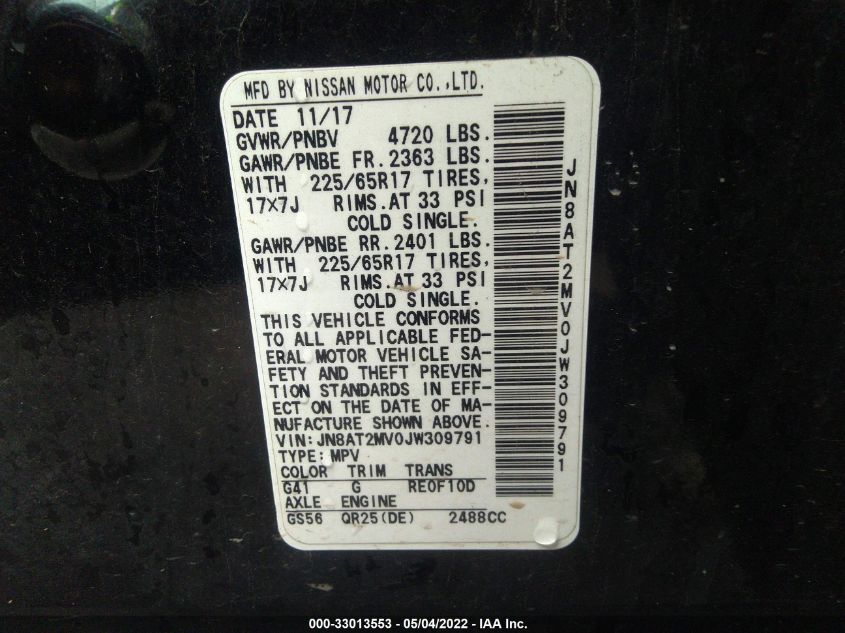 MFD BY NISSAN MOTOR CO.,LTD.
DATE 11/17
GVWR/PNBV 4720 LBS.
GAWR/PNBE FR. 2363 LBS.
WITH 225/65R17 TIRES,
17×7J RIMS.AT 33 PSI
COLD SINGLE.
GAWR/PNBE RR. 2401 LBS.
WITH 225/65R17 TIRES,
17×7J RIMS.AT 33 PSI
COLD SINGLE.
THIS VEHICLE CONFORMS
TO ALL APPLICABLE FED-
ERAL MOTOR VEHICLE SA-
FETY AND THEFT PREVEN-
TION STANDARDS IN EFF-
ECT ON THE DATE OF MA-
NUFACTURE SHOWN ABOVE.
VIN:JN8AT2MV0JW309791
TYPE:MPV
COLOR TRIM TRANS
G41 G RE0F10D
AXLE ENGINE
GS56 QR25(DE) 2488CC
JN8AT2MV0JW309791
000-33013553 - 05/04/2022 - IAA Inc.